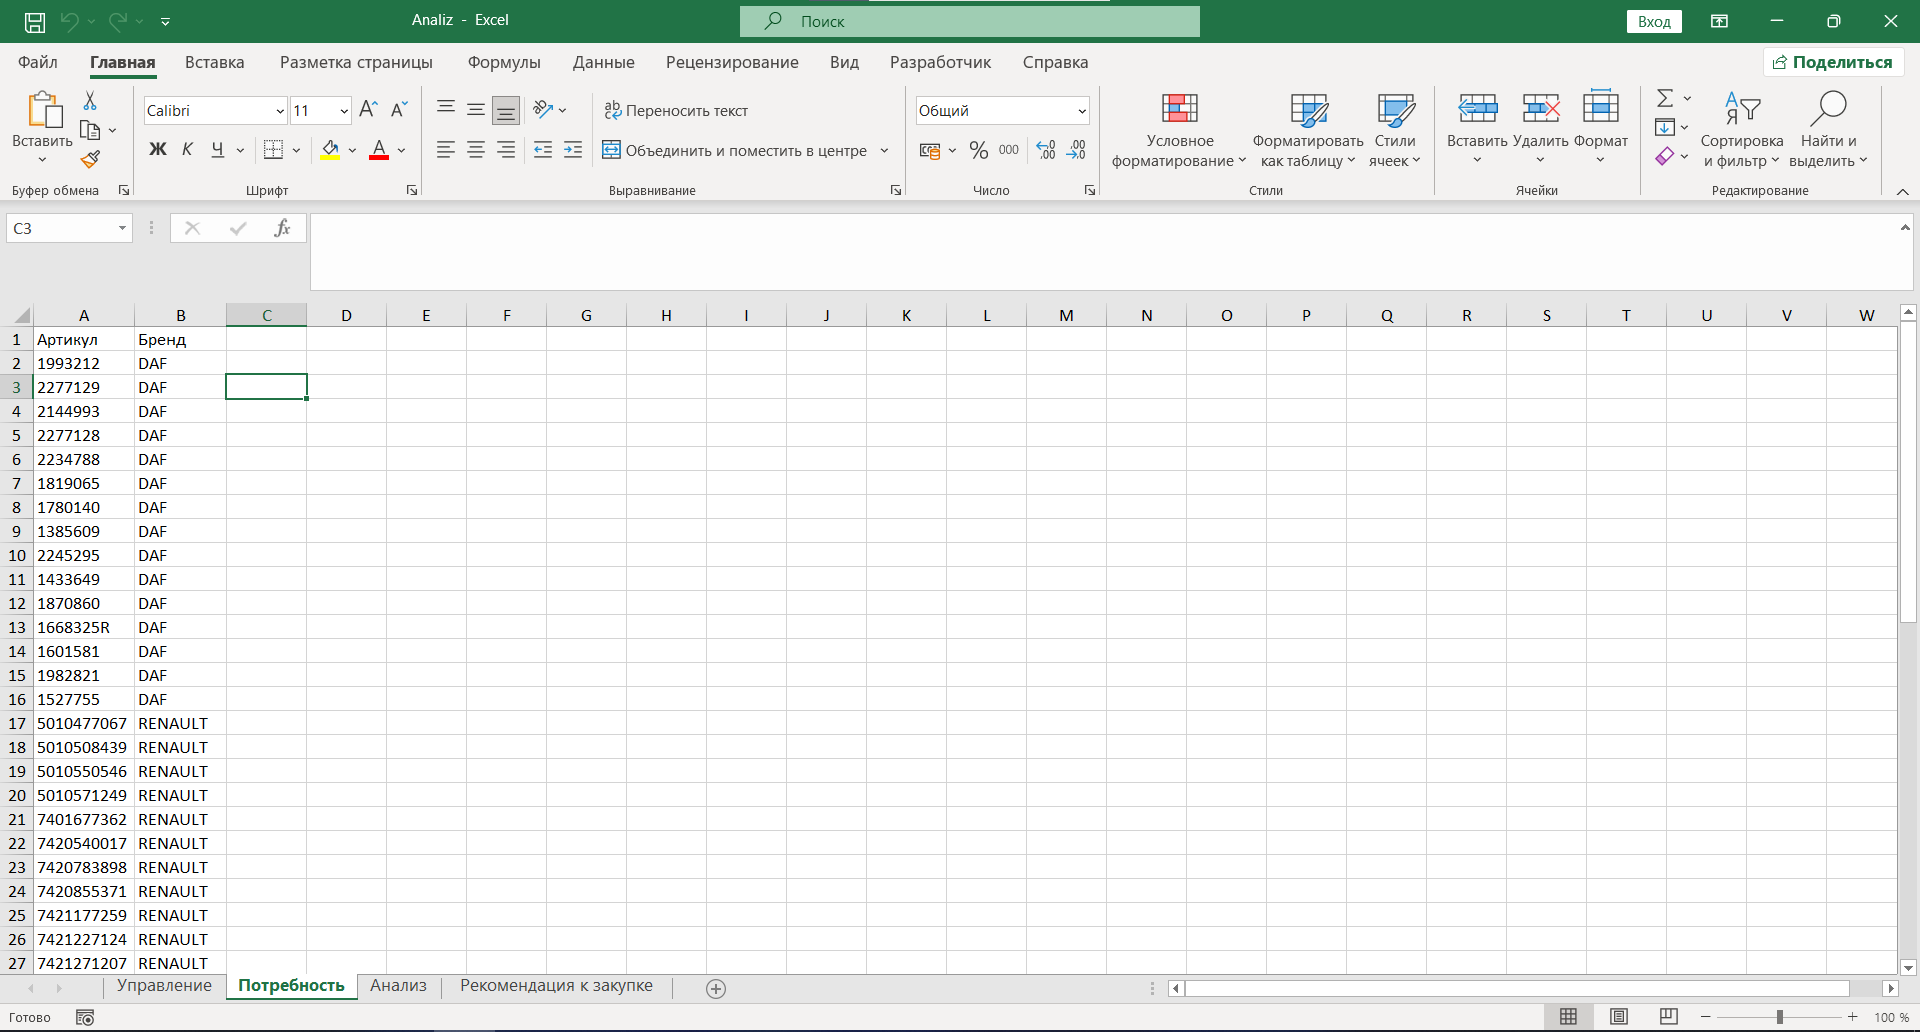 Analiz - Excel
Поиск
Вход
Файл Главная Вставка Разметка страницы Формулы Данные Рецензирование Вид Разработчик Справка Поделиться
Вставить
Буфер обмена
Calibri 11
Ж К Ч А
Шрифт
Переносить текст
Объединить и поместить в центре
Выравнивание
Общий
% 000
Число
Условное форматирование
Форматировать как таблицу
Стили ячеек
Стили
Вставить Удалить Формат
Ячейки
Сортировка и фильтр
Найти и выделить
Редактирование
C3 fx
A B C D E F G H I J K L M N O P Q R S T U V W
1 Артикул Бренд
2 1993212 DAF
3 2277129 DAF
4 2144993 DAF
5 2277128 DAF
6 2234788 DAF
7 1819065 DAF
8 1780140 DAF
9 1385609 DAF
10 2245295 DAF
11 1433649 DAF
12 1870860 DAF
13 1668325R DAF
14 1601581 DAF
15 1982821 DAF
16 1527755 DAF
17 5010477067 RENAULT
18 5010508439 RENAULT
19 5010550546 RENAULT
20 5010571249 RENAULT
21 7401677362 RENAULT
22 7420540017 RENAULT
23 7420783898 RENAULT
24 7420855371 RENAULT
25 7421177259 RENAULT
26 7421227124 RENAULT
27 7421271207 RENAULT
Управление Потребность Анализ Рекомендация к закупке
Готово
100 %